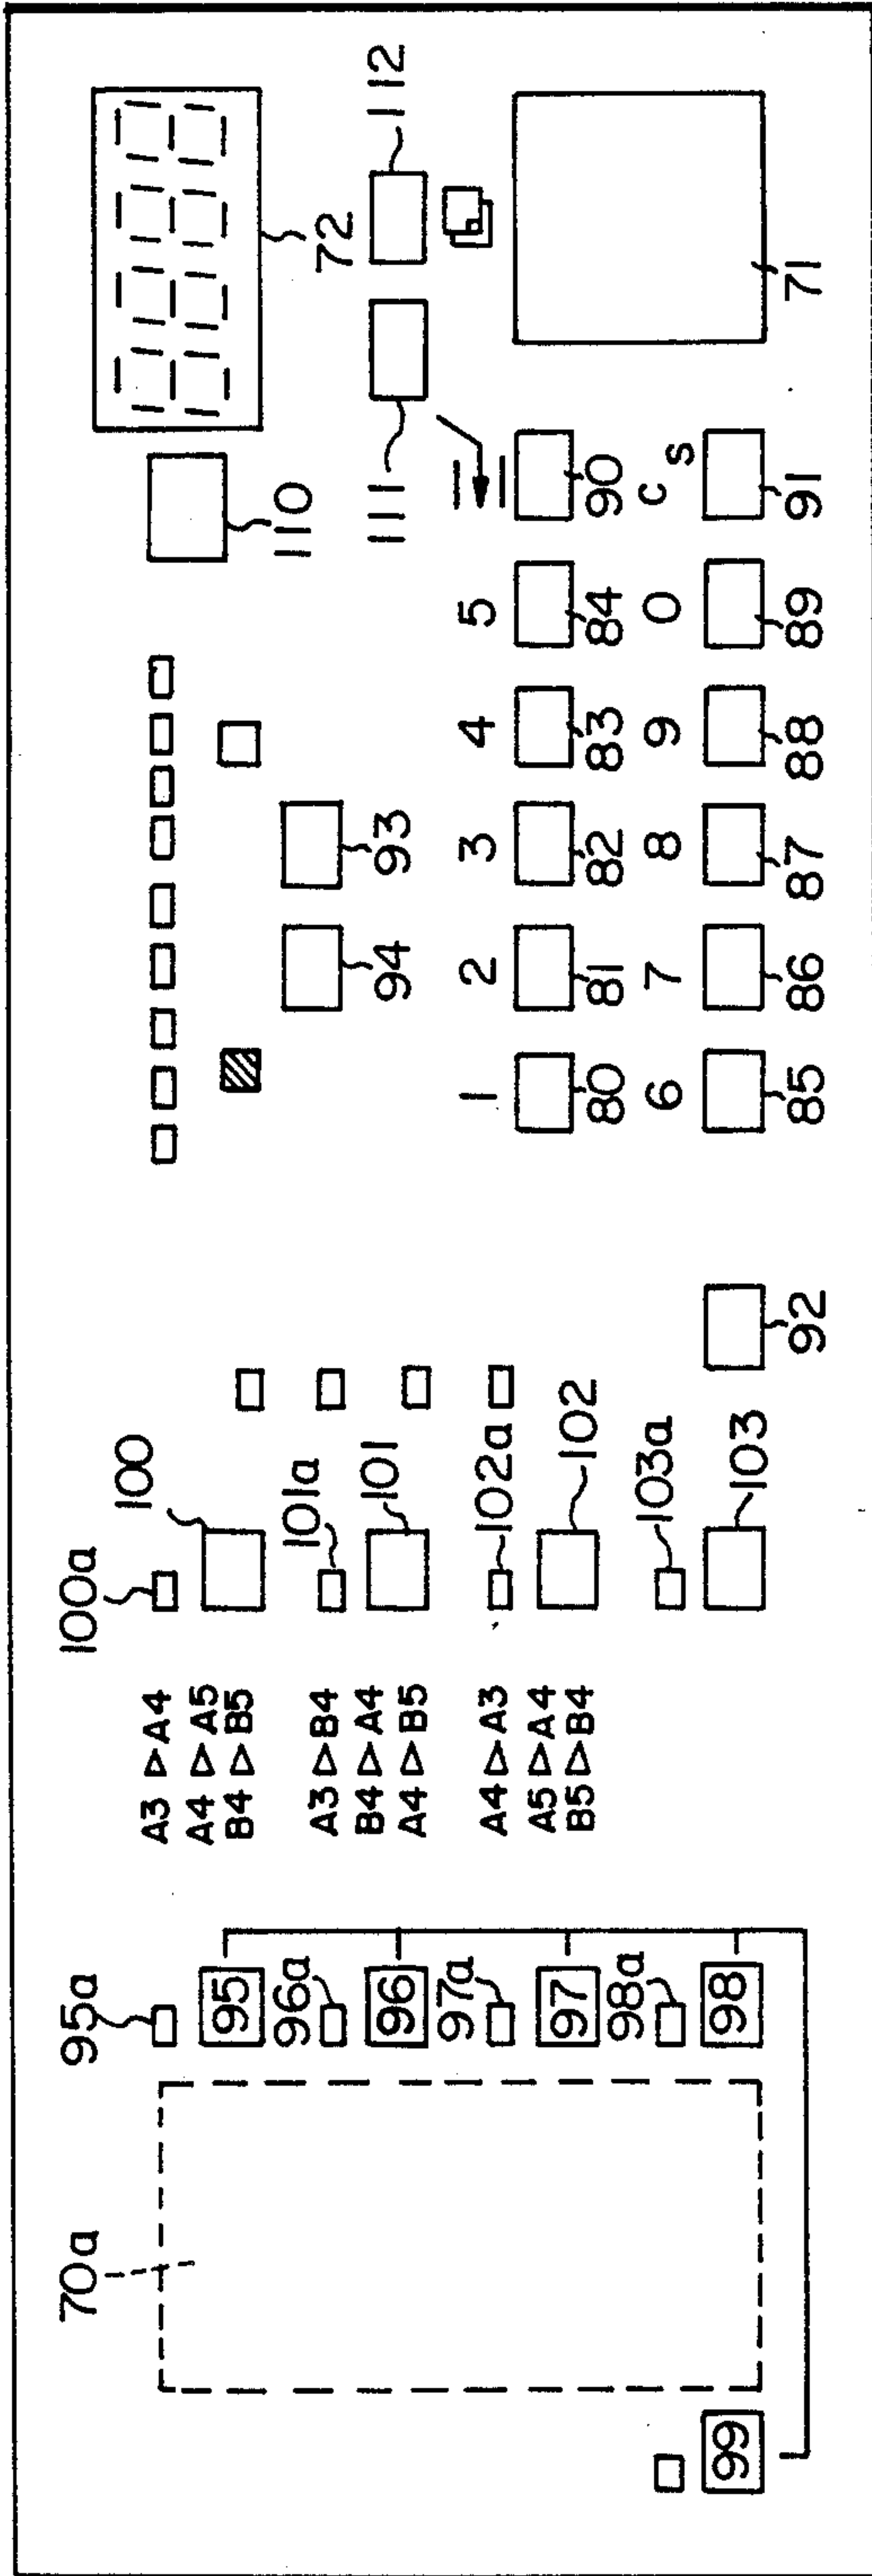 95a 100a 100
70a
A3 ▷ A4
A4 ▷ A5
B4 ▷ B5
110
72
95
96a
101a
A3 ▷ B4
B4 ▷ A4
A4 ▷ B5
94 93
111 112
96
101
97a
102a
A4 ▷ A3
A5 ▷ A4
B5 ▷ B4
1 2 3 4 5
97
102
80 81 82 83 84 90
98a
103a
6 7 8 9 0 C S
99 98
103
92 85 86 87 88 89 91 71